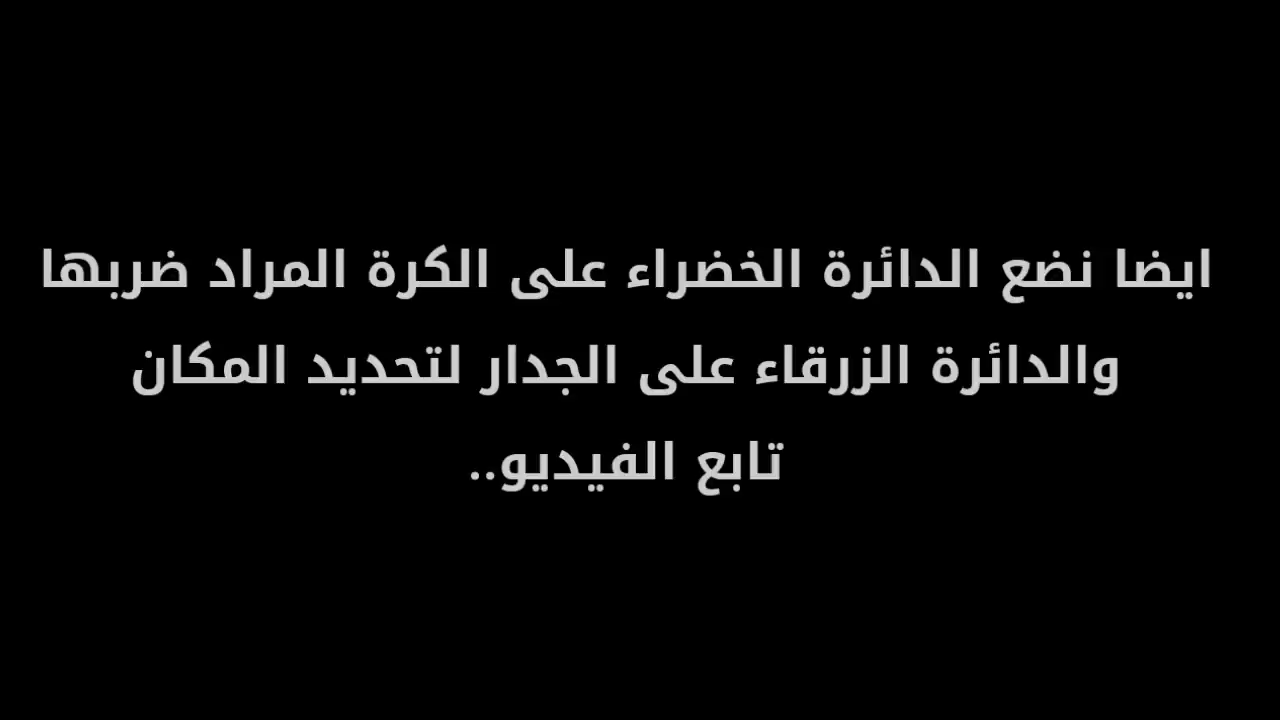 ايضا نضع الدائرة الخضراء على الكرة المراد ضربها
والدائرة الزرقاء على الجدار لتحديد المكان
تابع الفيديو..